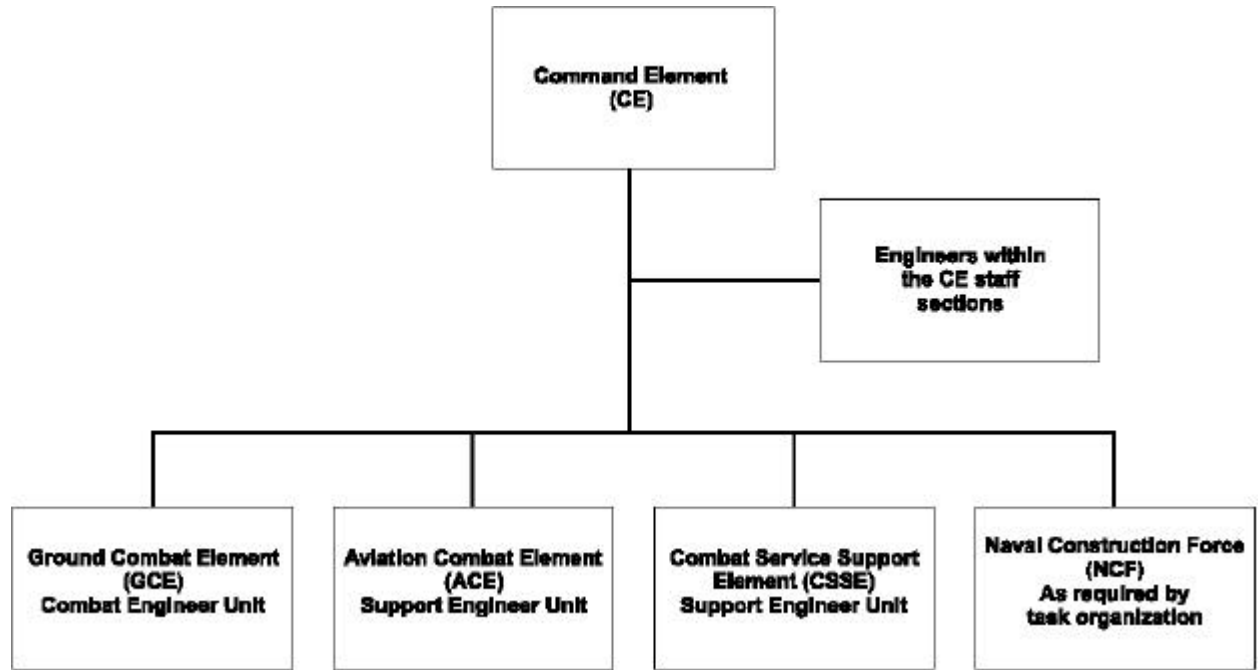 Command Element
(CE)
Engineers within
the CE staff
sections
Ground Combat Element
(GCE)
Combat Engineer Unit
Aviation Combat Element
(ACE)
Support Engineer Unit
Combat Service Support
Element (CSSE)
Support Engineer Unit
Naval Construction Force
(NCF)
As required by
task organization